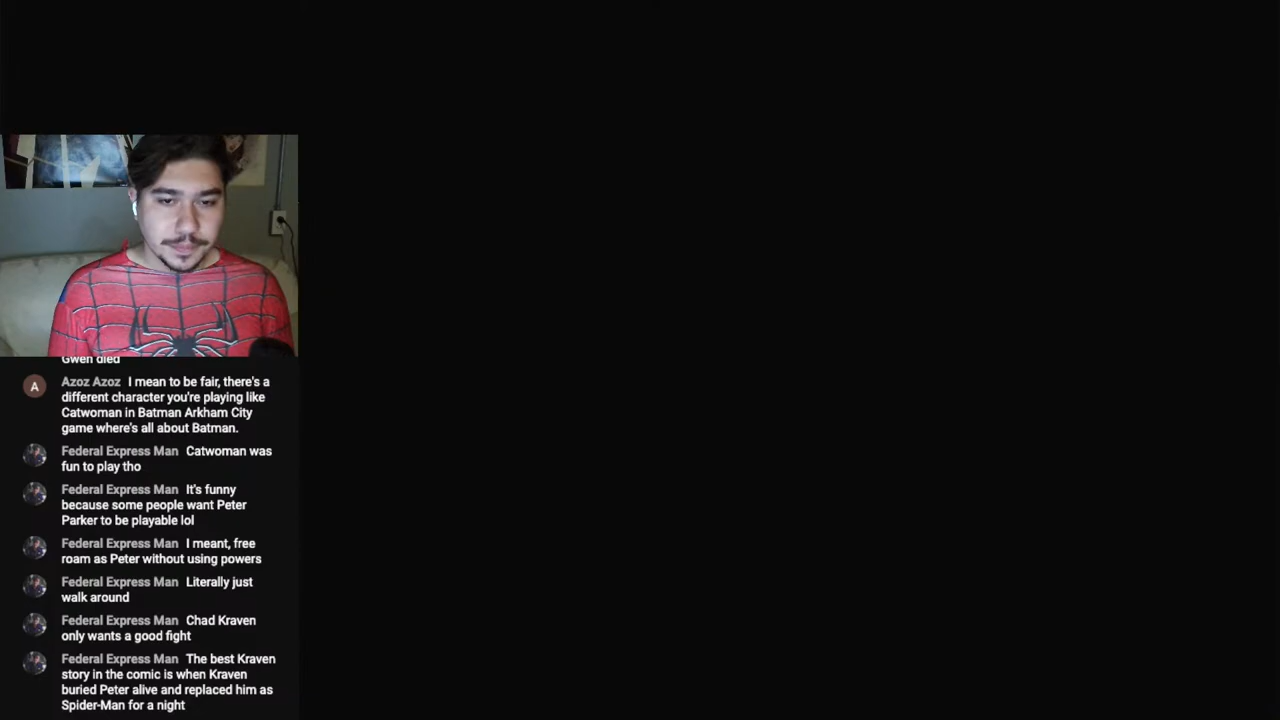 Gwen died
A
Azoz Azoz I mean to be fair, there's a
different character you're playing like
Catwoman in Batman Arkham City
game where's all about Batman.
Federal Express Man Catwoman was
fun to play tho
Federal Express Man It's funny
because some people want Peter
Parker to be playable lol
Federal Express Man I meant, free
roam as Peter without using powers
Federal Express Man Literally just
walk around
Federal Express Man Chad Kraven
only wants a good fight
Federal Express Man The best Kraven
story in the comic is when Kraven
buried Peter alive and replaced him as
Spider-Man for a night